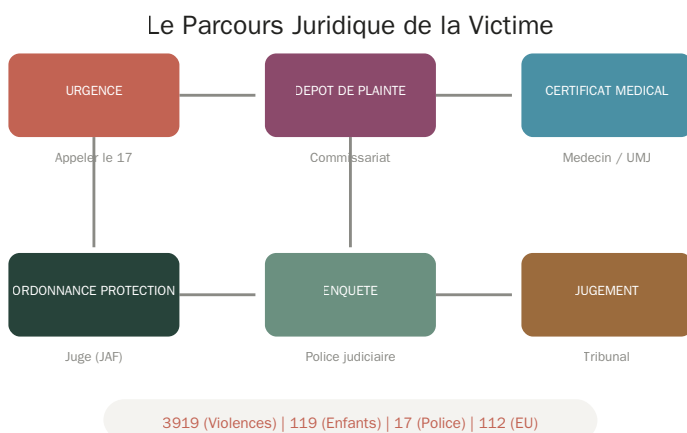 Le Parcours Juridique de la Victime
URGENCE
DEPOT DE PLAINTE
CERTIFICAT MEDICAL
Appeler le 17
Commissariat
Medecin / UMJ
ORDONNANCE PROTECTION
ENQUETE
JUGEMENT
Juge (JAF)
Police judiciaire
Tribunal
3919 (Violences) | 119 (Enfants) | 17 (Police) | 112 (EU)